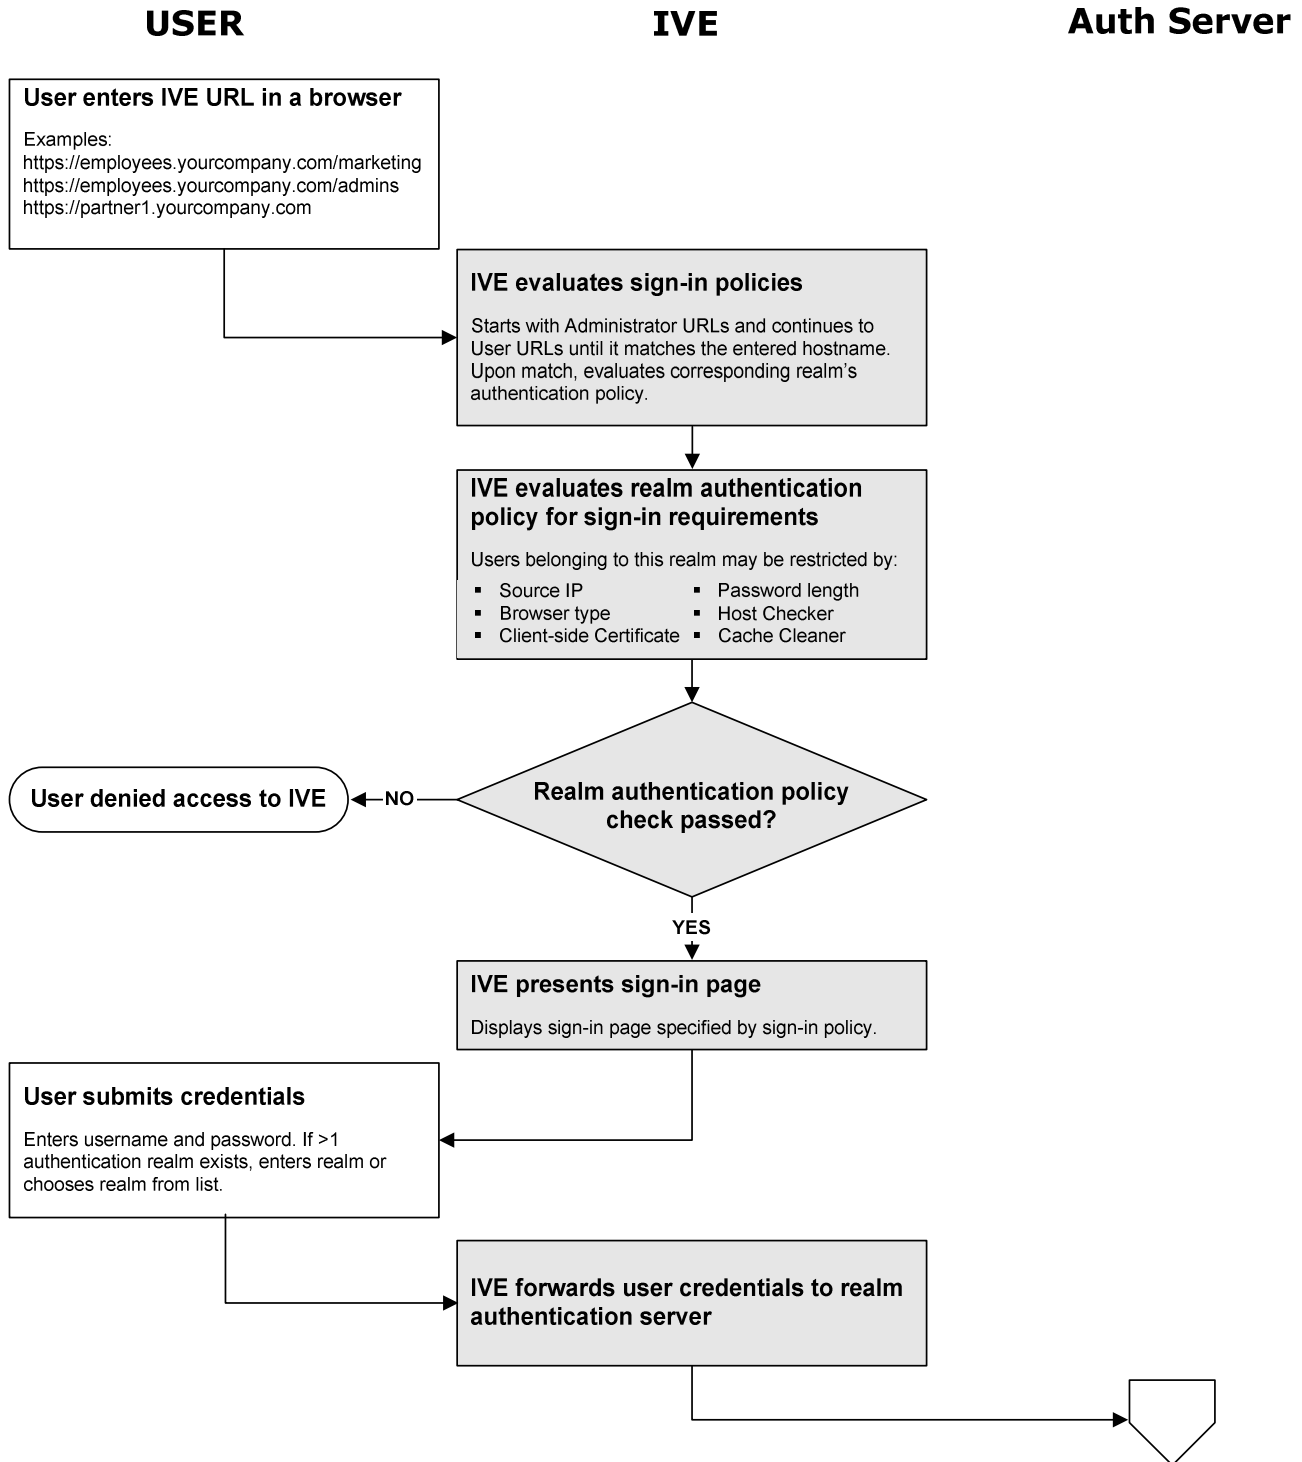 USER
IVE
Auth Server
User enters IVE URL in a browser
Examples:
https://employees.yourcompany.com/marketing
https://employees.yourcompany.com/admins
https://partner1.yourcompany.com
IVE evaluates sign-in policies
Starts with Administrator URLs and continues to
User URLs until it matches the entered hostname.
Upon match, evaluates corresponding realm’s
authentication policy.
IVE evaluates realm authentication
policy for sign-in requirements
Users belonging to this realm may be restricted by:
▪ Source IP
▪ Browser type
▪ Client-side Certificate
▪ Password length
▪ Host Checker
▪ Cache Cleaner
Realm authentication policy
check passed?
NO
User denied access to IVE
YES
IVE presents sign-in page
Displays sign-in page specified by sign-in policy.
User submits credentials
Enters username and password. If >1
authentication realm exists, enters realm or
chooses realm from list.
IVE forwards user credentials to realm
authentication server